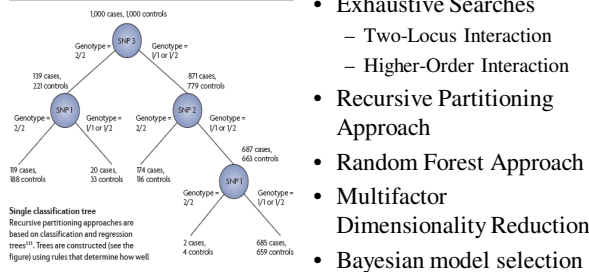 1,000 cases, 1,000 controls
SNP 3
Genotype =
2/2
Genotype =
1/1 or 1/2
139 cases,
221 controls
871 cases,
779 controls
SNP 1
SNP 2
Genotype =
2/2
Genotype =
1/1 or 1/2
Genotype =
2/2
Genotype =
1/1 or 1/2
119 cases,
188 controls
20 cases,
33 controls
174 cases,
116 controls
687 cases,
663 controls
SNP 1
Genotype =
2/2
Genotype =
1/1 or 1/2
2 cases,
4 controls
685 cases,
659 controls
Single classification tree
Recursive partitioning approaches are
based on classification and regression
trees¹¹¹. Trees are constructed (see the
figure) using rules that determine how well
• Exhaustive Searches
– Two-Locus Interaction
– Higher-Order Interaction
• Recursive Partitioning
Approach
• Random Forest Approach
• Multifactor
Dimensionality Reduction
• Bayesian model selection